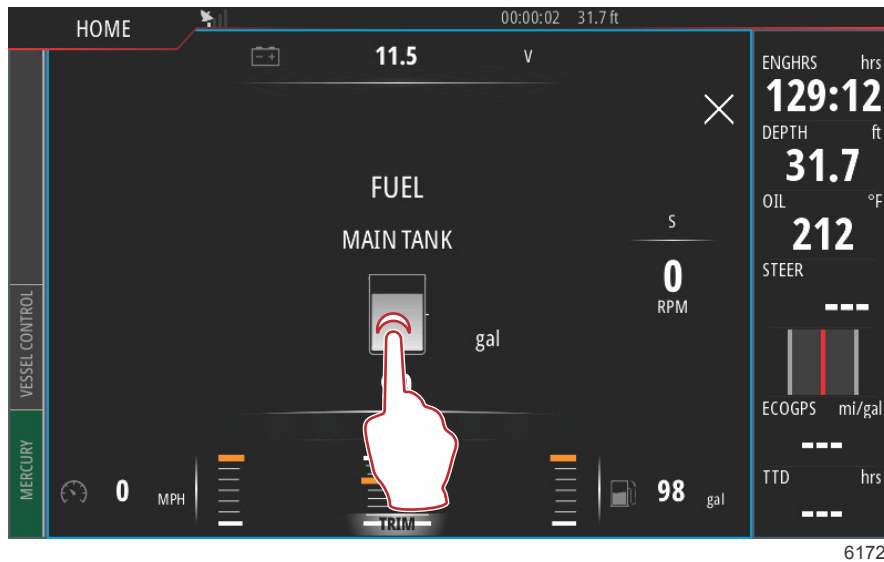 HOME
00:00:02 31.7 ft
11.5 V
FUEL
MAIN TANK
gal
S
0
RPM
0 MPH
TRIM
98 gal
VESSEL CONTROL
MERCURY
ENGHRS hrs
129:12
DEPTH ft
31.7
OIL °F
212
STEER
---
ECOGPS mi/gal
---
TTD hrs
---
6172